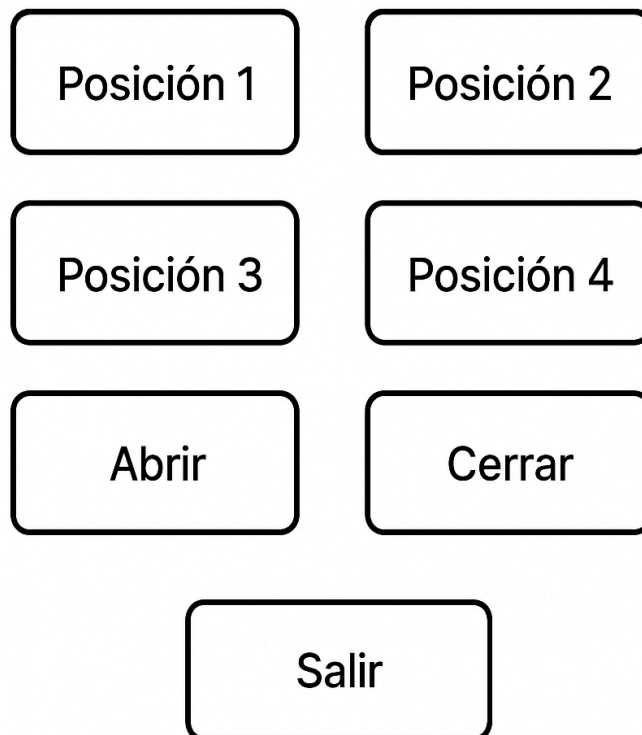 Posición 1
Posición 2
Posición 3
Posición 4
Abrir
Cerrar
Salir